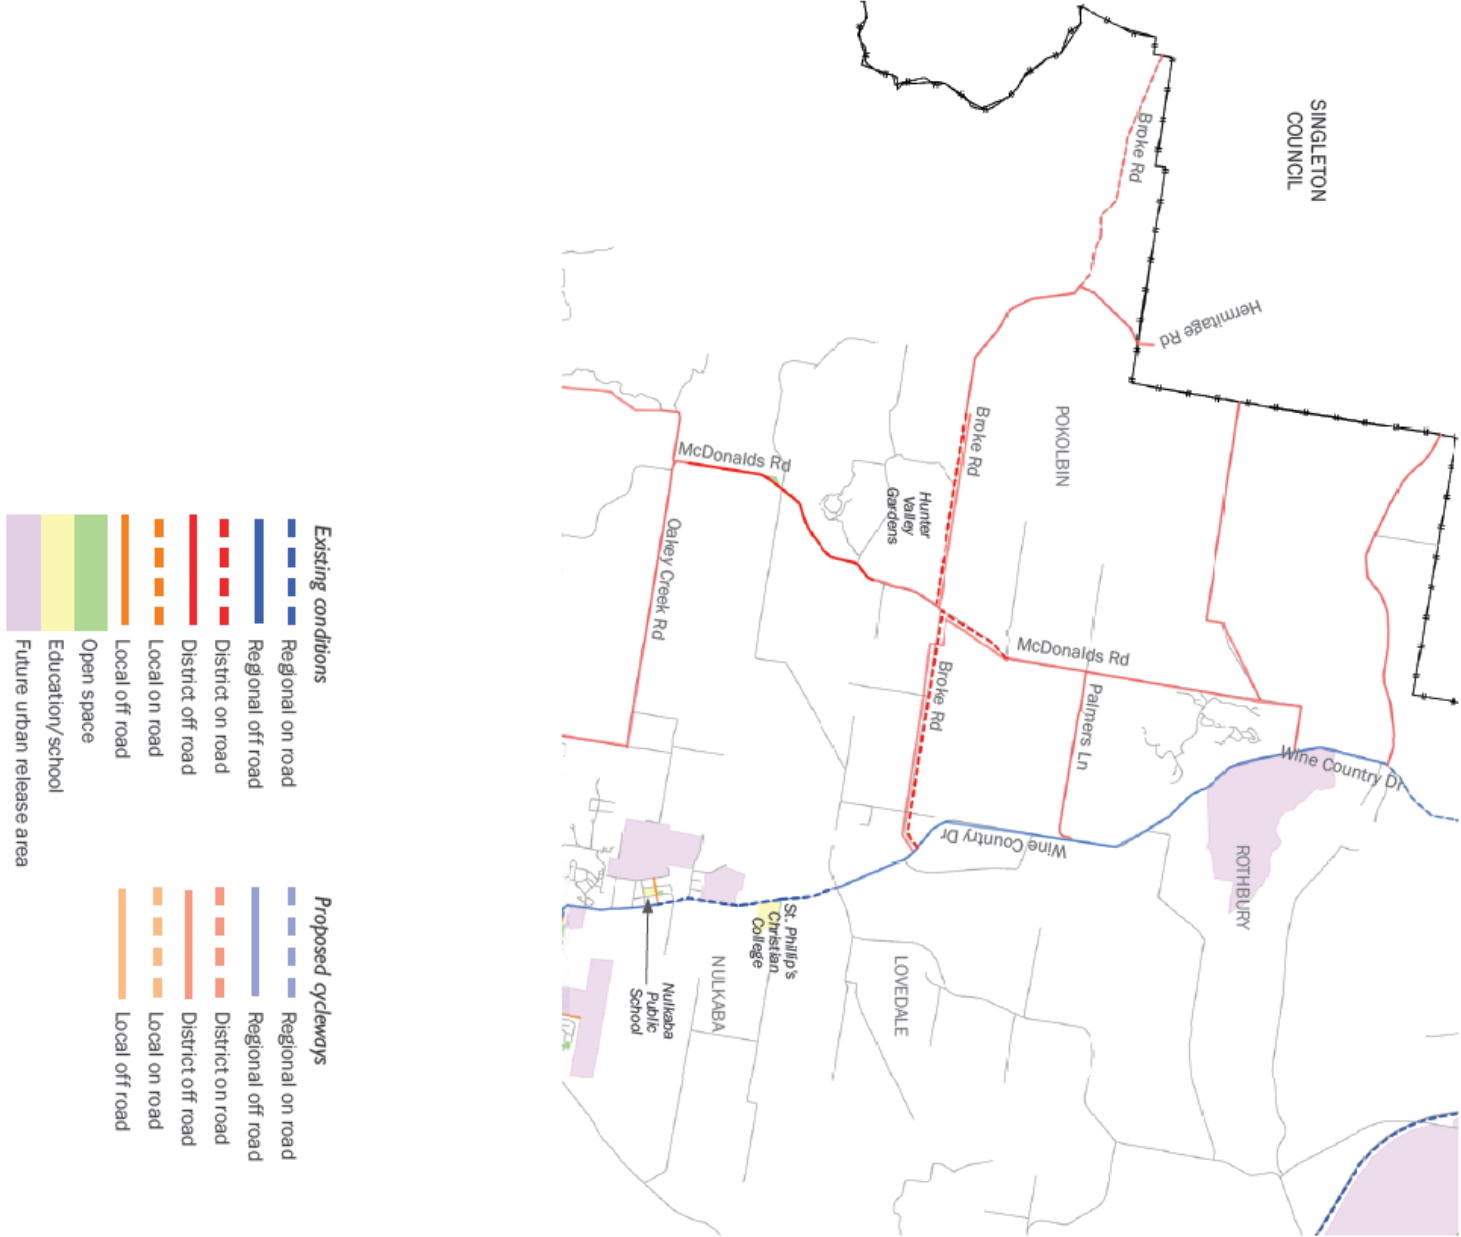 SINGLETON
COUNCIL
Broke Rd
Hermitage Rd
POKOLBIN
Broke Rd
Hunter
Valley
Gardens
McDonalds Rd
Oakey Creek Rd
McDonalds Rd
Palmers Ln
Broke Rd
Wine Country Dr
Wine Country Dr
ROTHBURY
St. Phillip's
Christian
College
LOVEDALE
NULKABA
Nulkaba
Public
School
Existing conditions
Regional on road
Regional off road
District on road
District off road
Local on road
Local off road
Open space
Education/school
Future urban release area
Proposed cycleways
Regional on road
Regional off road
District on road
District off road
Local on road
Local off road